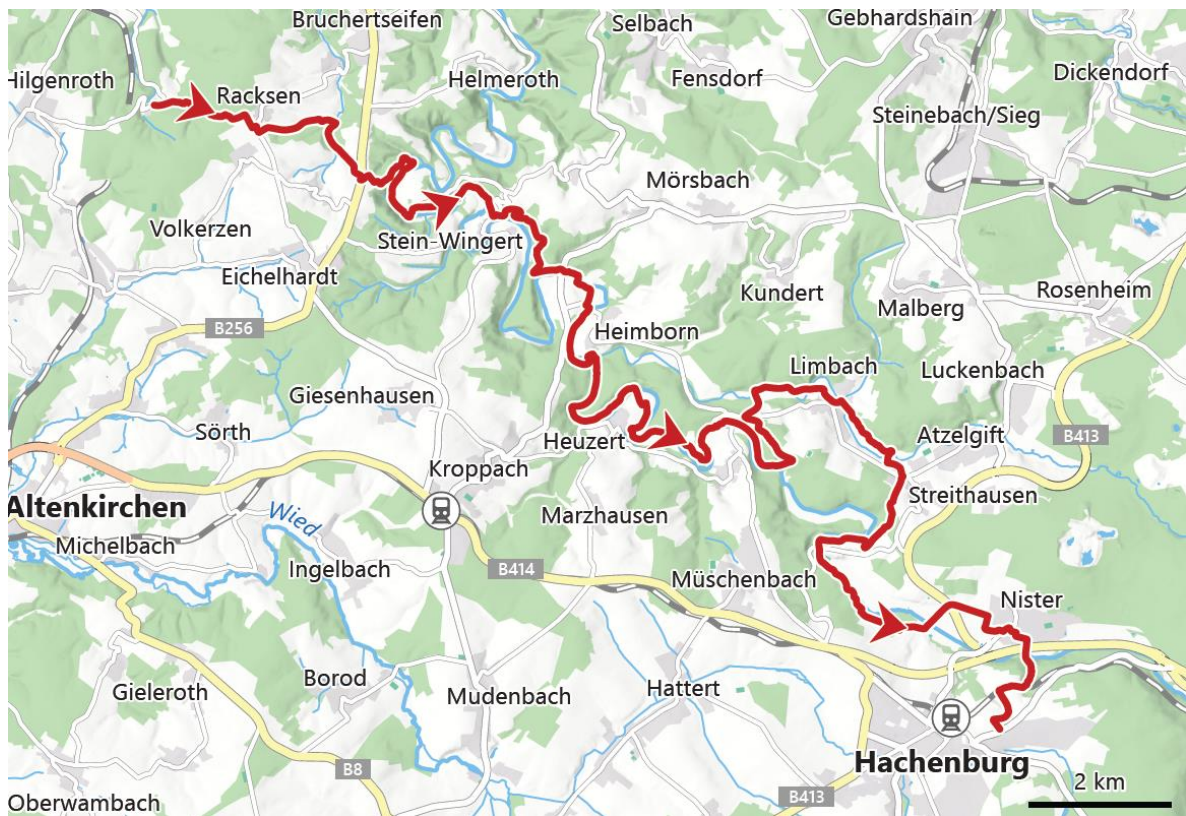 Bruchertseifen
Selbach
Gebhardshain
Hilgenroth
Racksen
Helmeroth
Fensdorf
Dickendorf
Steinebach/Sieg
Mörsbach
Volkerzen
Stein-Wingert
Eichelhardt
Kundert
Malberg
Rosenheim
B256
Heimborn
Giesenhausen
Limbach
Luckenbach
Sörth
Heuzert
Atzelgift
B413
Kroppach
Streithausen
Altenkirchen
Wied
Marzhausen
Michelbach
Ingelbach
B414
Müschenbach
Nister
Gieleroth
Borod
Mudenbach
Hattert
Hachenburg
B8
2 km
B413
Oberwambach